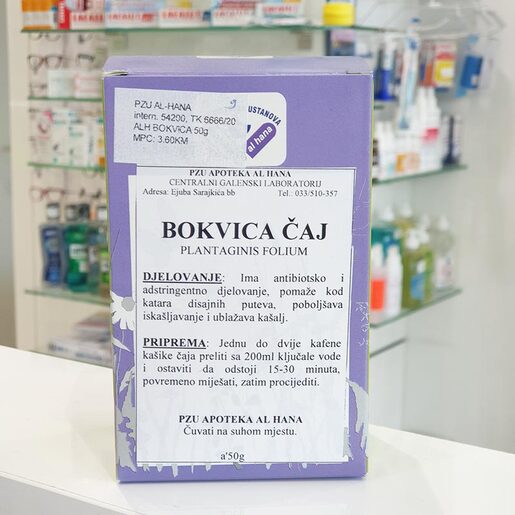 PZU AL-HANA
intern. 54200, TK 6666/20
ALH BOKVICA 50g
MPC: 3.60KM
USTANOVA
al hana
PZU APOTEKA AL HANA
CENTRALNI GALENSKI LABORATORIJ
Adresa: Ejuba Sarajkića bb Tel.: 033/510-357
BOKVICA ČAJ
PLANTAGINIS FOLIUM
DJELOVANJE: Ima antibiotsko i
adstringentno djelovanje, pomaže kod
katara disajnih puteva, poboljšava
iskašljavanje i ublažava kašalj.
PRIPREMA: Jednu do dvije kafene
kašike čaja preliti sa 200ml ključale vode
i ostaviti da odstoji 15-30 minuta,
povremeno miješati, zatim procijediti.
PZU APOTEKA AL HANA
Čuvati na suhom mjestu.
a'50g